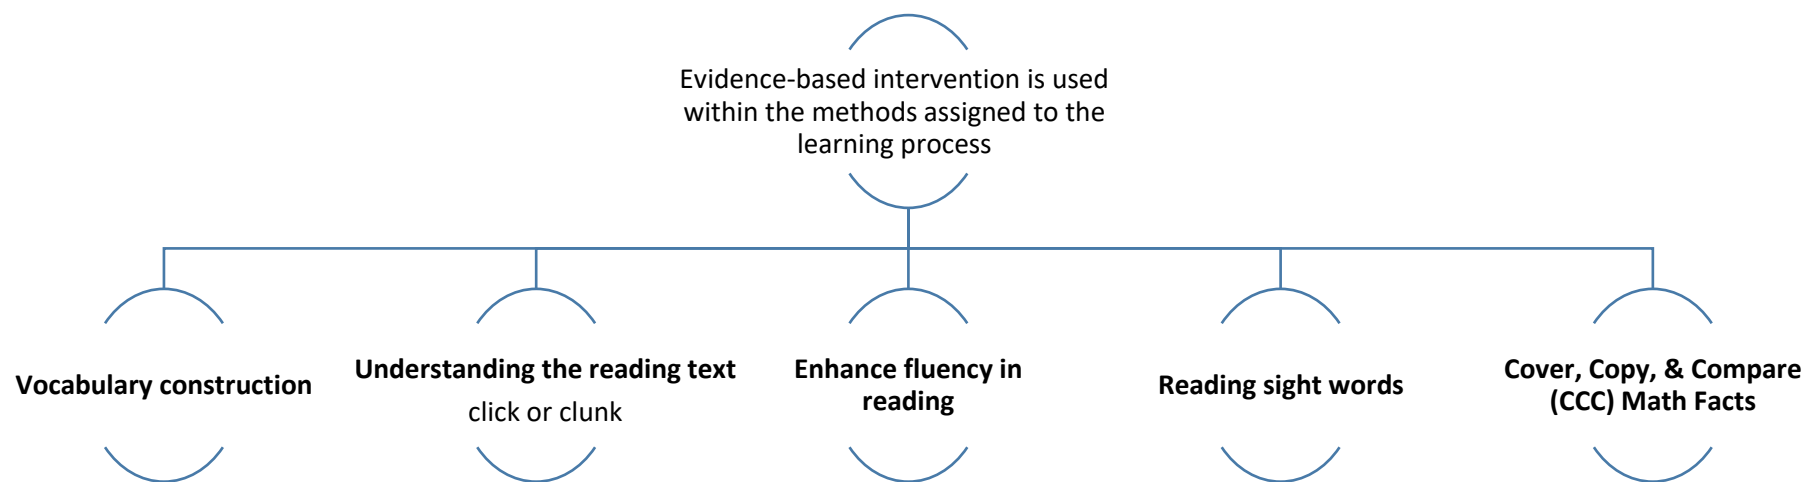 Evidence-based intervention is used
within the methods assigned to the
learning process
Vocabulary construction
Understanding the reading text
click or clunk
Enhance fluency in
reading
Reading sight words
Cover, Copy, & Compare
(CCC) Math Facts